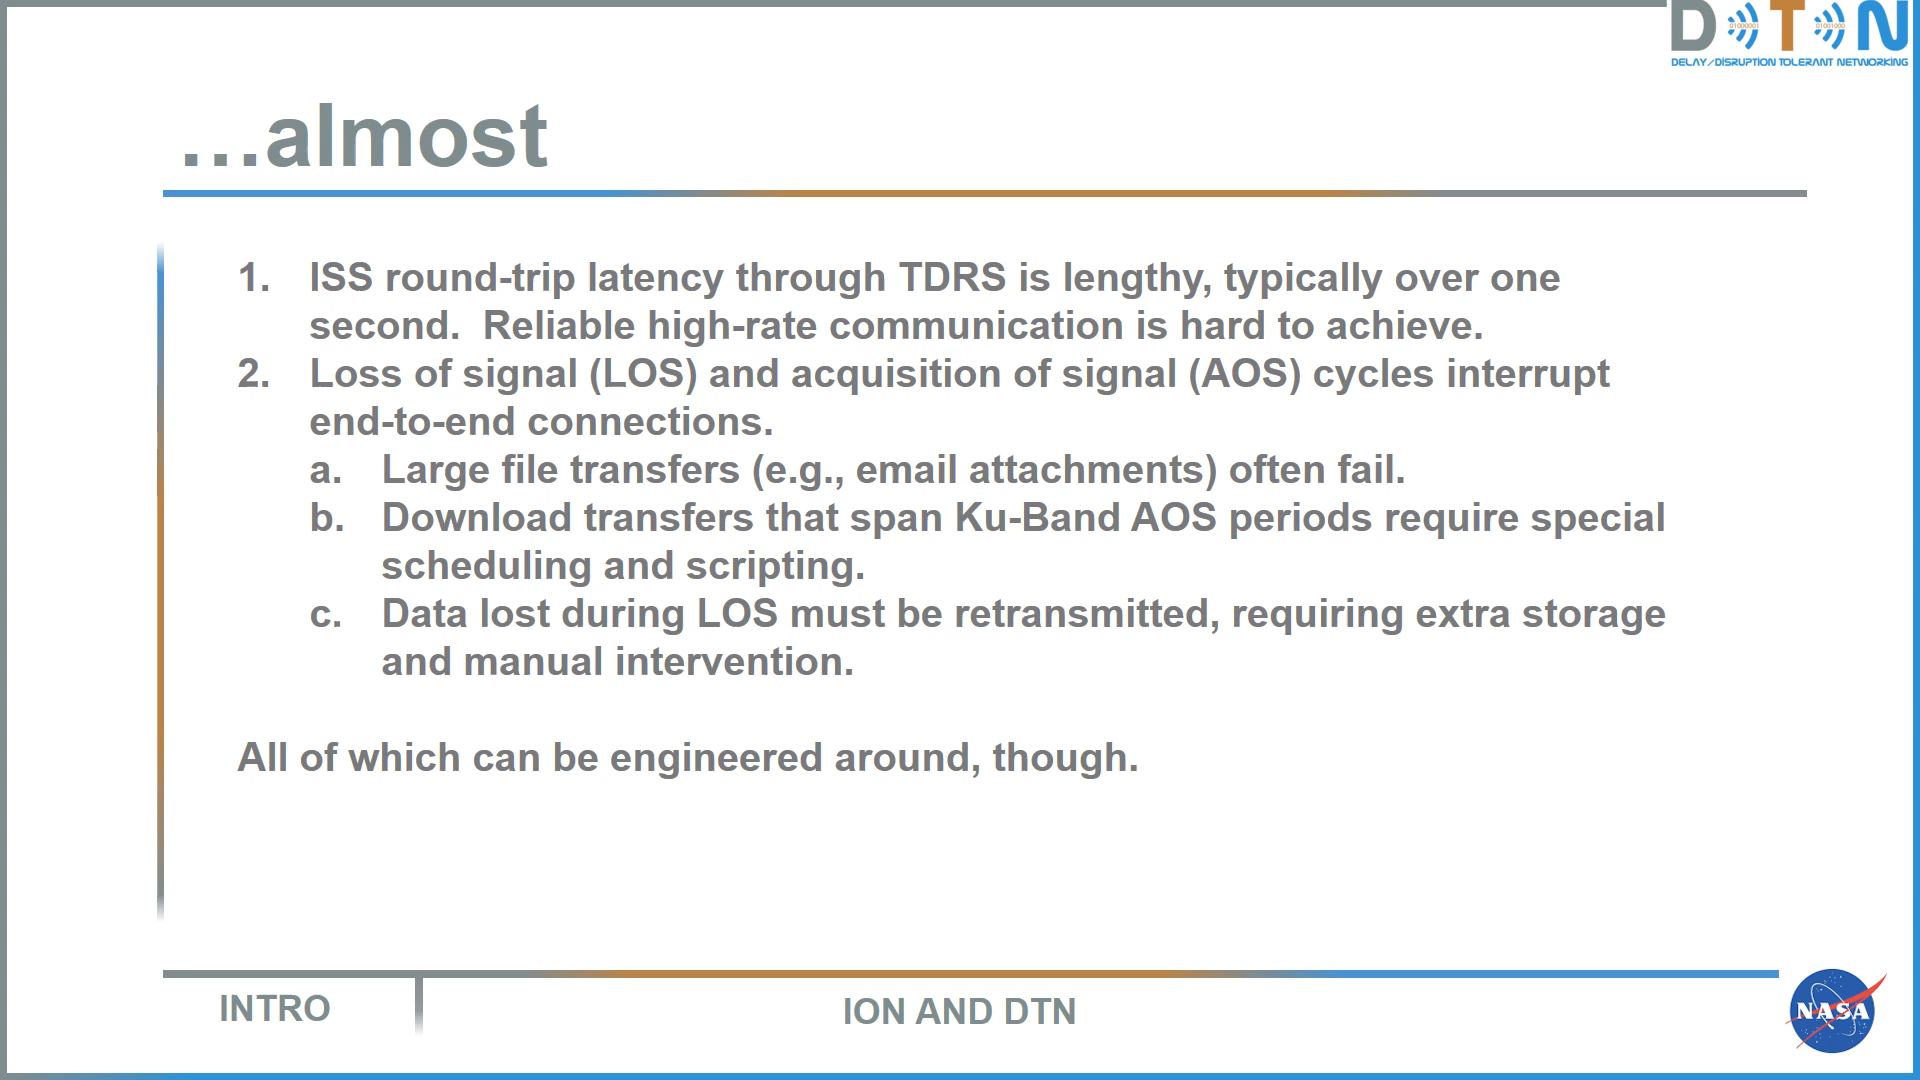 D T N
01000001 01001000
DELAY/DISRUPTION TOLERANT NETWORKING
...almost
1. ISS round-trip latency through TDRS is lengthy, typically over one
second.  Reliable high-rate communication is hard to achieve.
2. Loss of signal (LOS) and acquisition of signal (AOS) cycles interrupt
end-to-end connections.
a. Large file transfers (e.g., email attachments) often fail.
b. Download transfers that span Ku-Band AOS periods require special
scheduling and scripting.
c. Data lost during LOS must be retransmitted, requiring extra storage
and manual intervention.
All of which can be engineered around, though.
INTRO
ION AND DTN
NASA